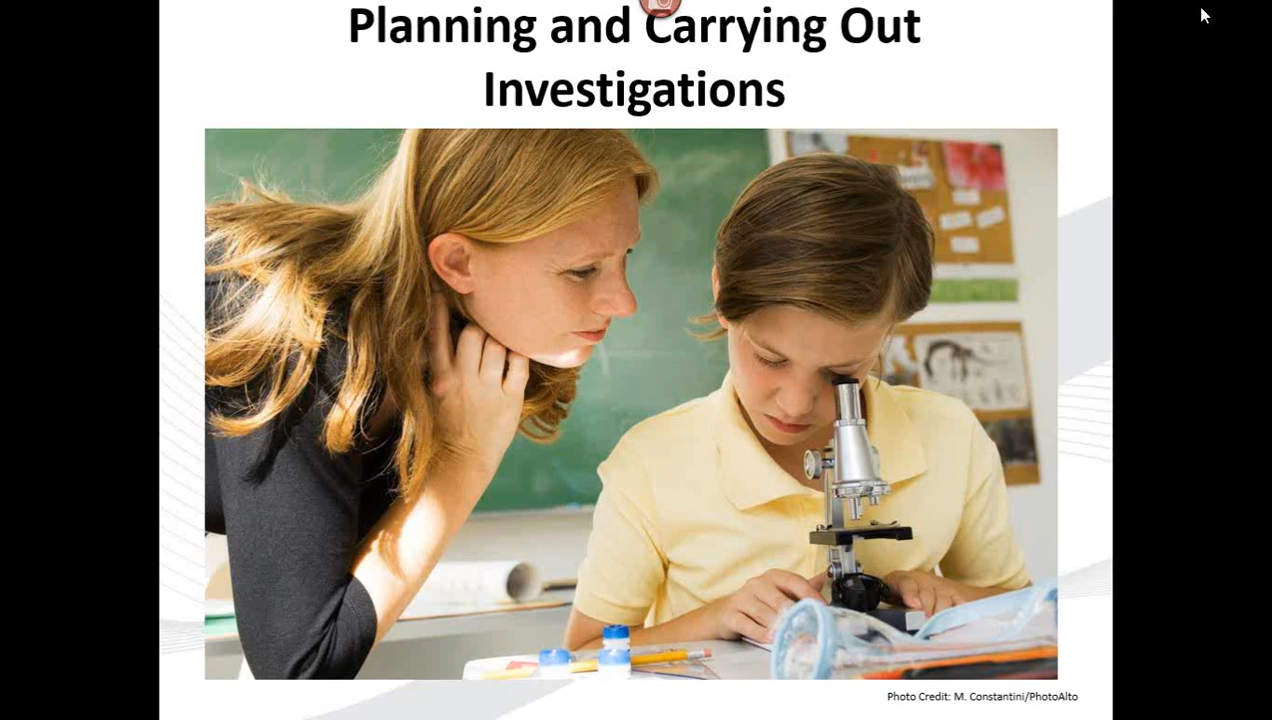 Planning and Carrying Out
Investigations
Photo Credit: M. Constantini/PhotoAlto